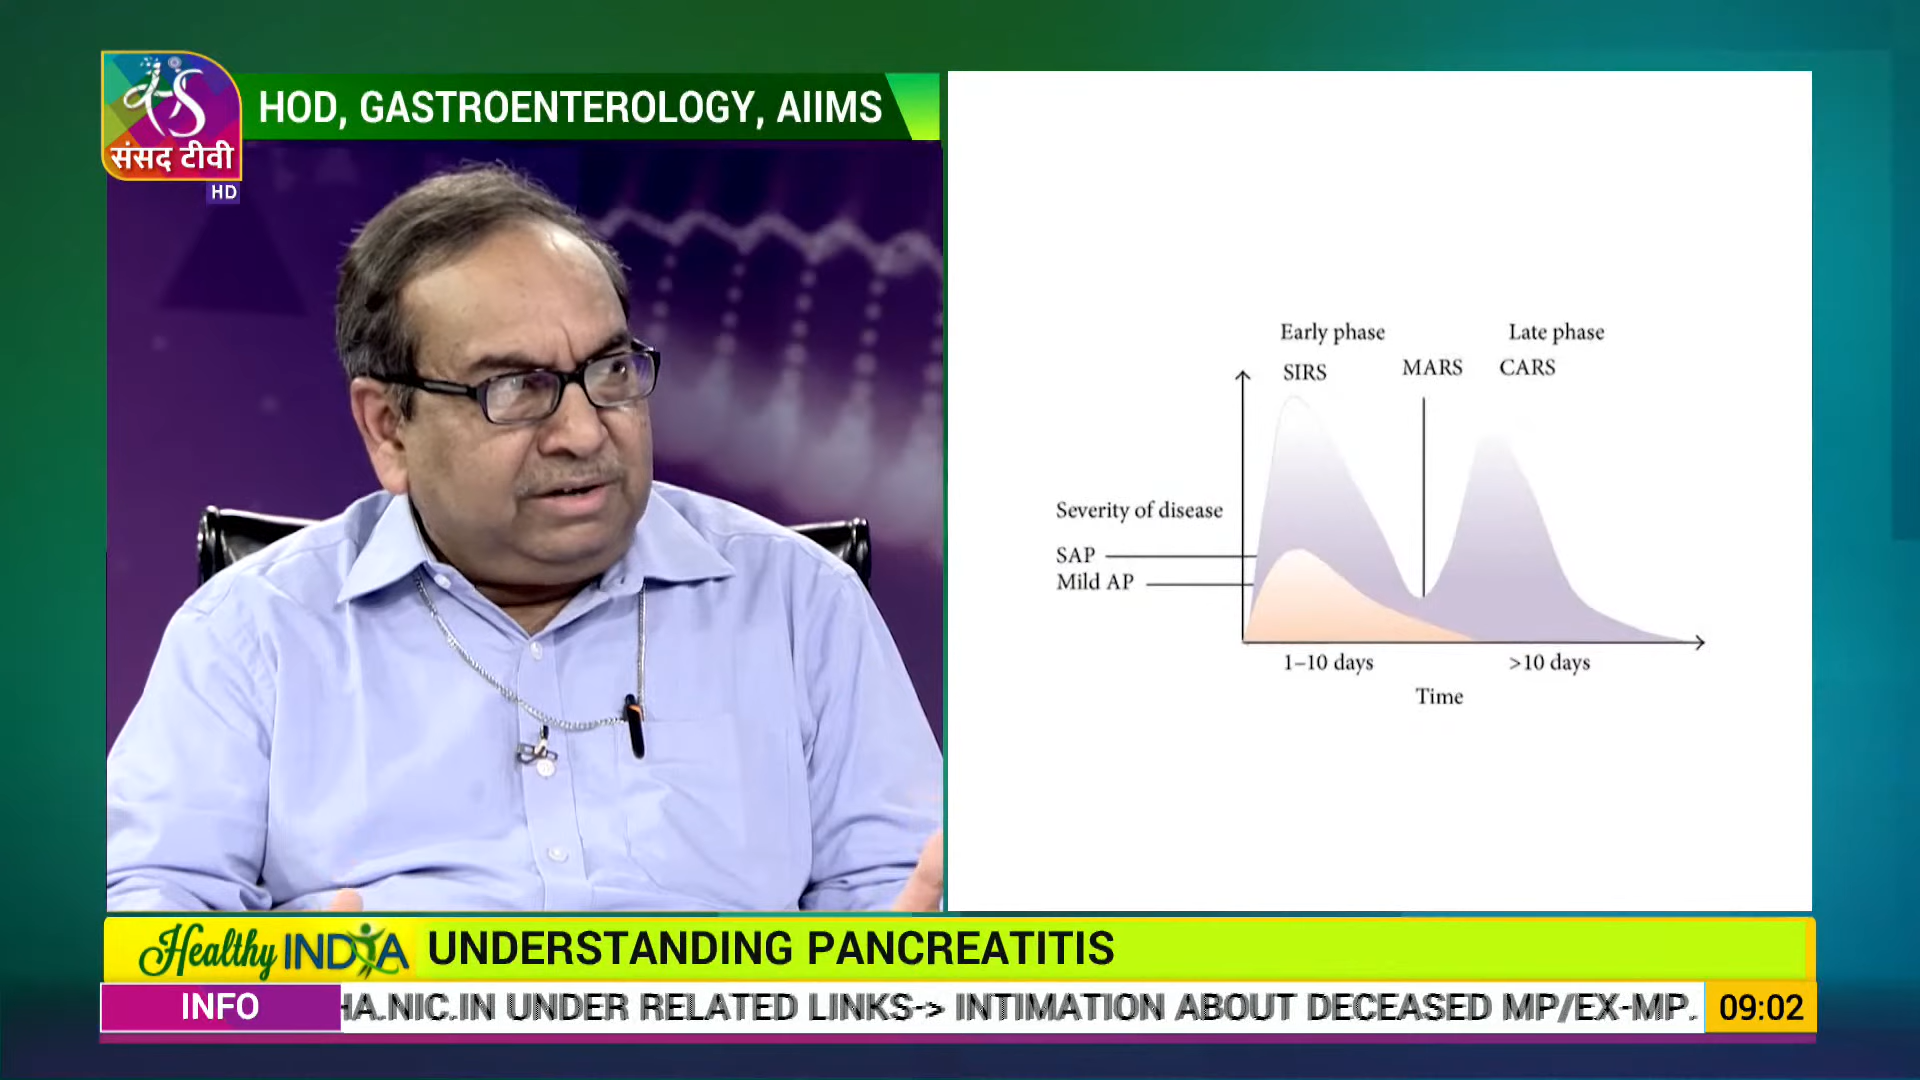 संसद टीवी
HD
HOD, GASTROENTEROLOGY, AIIMS
Early phase
Late phase
SIRS
MARS
CARS
Severity of disease
SAP
Mild AP
1–10 days
>10 days
Time
Healthy INDIA
UNDERSTANDING PANCREATITIS
INFO
HA.NIC.IN UNDER RELATED LINKS-> INTIMATION ABOUT DECEASED MP/EX-MP.
09:02